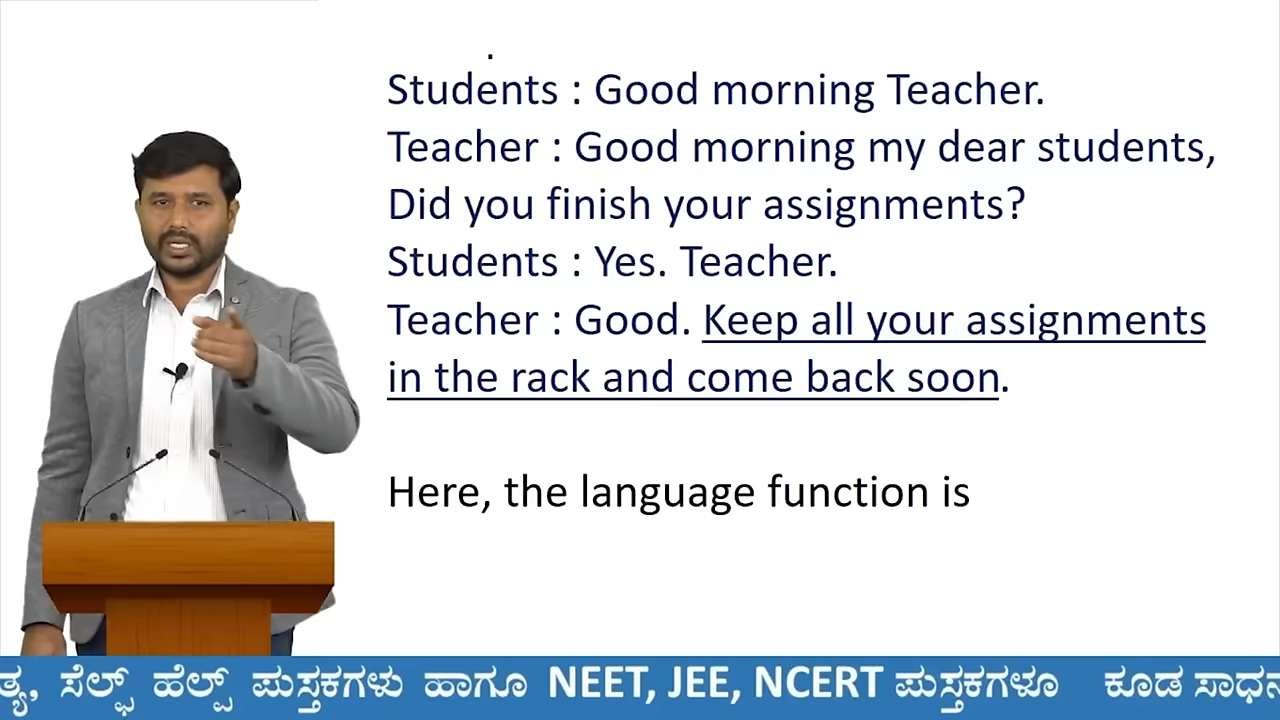 Students : Good morning Teacher.
Teacher : Good morning my dear students,
Did you finish your assignments?
Students : Yes. Teacher.
Teacher : Good. Keep all your assignments
in the rack and come back soon.
Here, the language function is
ಸೆಲ್ಫ್ ಹೆಲ್ಪ್ ಪುಸ್ತಕಗಳು ಹಾಗೂ NEET, JEE, NCERT ಪುಸ್ತಕಗಳೂ ಕೂಡ